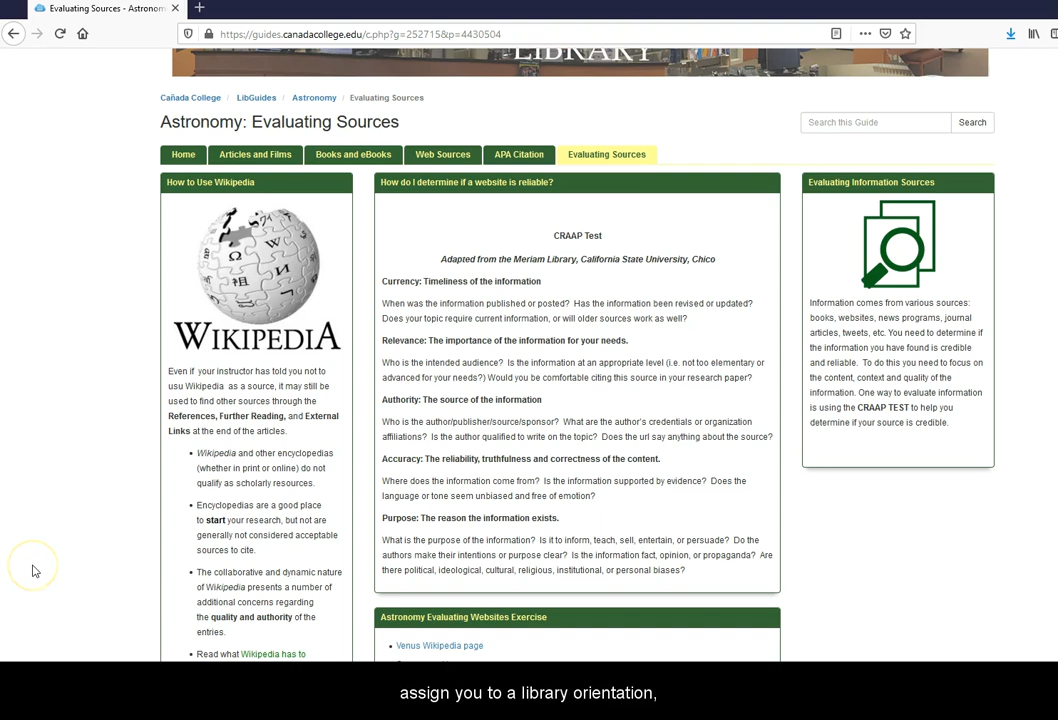 Evaluating Sources - Astronom
https://guides.canadacollege.edu/c.php?g=252715&p=4430504
LIBRARY
Cañada College / LibGuides / Astronomy / Evaluating Sources
Astronomy: Evaluating Sources
Search this Guide
Search
Home
Articles and Films
Books and eBooks
Web Sources
APA Citation
Evaluating Sources
How to Use Wikipedia
WIKIPEDIA
Even if your instructor has told you not to
usu Wikipedia as a source, it may still be
used to find other sources through the
References, Further Reading, and External
Links at the end of the articles.
• Wikipedia and other encyclopedias
(whether in print or online) do not
qualify as scholarly resources.
• Encyclopedias are a good place
to start your research, but not are
generally not considered acceptable
sources to cite.
• The collaborative and dynamic nature
of Wikipedia presents a number of
additional concerns regarding
the quality and authority of the
entries.
• Read what Wikipedia has to
How do I determine if a website is reliable?
CRAAP Test
Adapted from the Meriam Library, California State University, Chico
Currency: Timeliness of the information
When was the information published or posted? Has the information been revised or updated?
Does your topic require current information, or will older sources work as well?
Relevance: The importance of the information for your needs.
Who is the intended audience? Is the information at an appropriate level (i.e. not too elementary or
advanced for your needs?) Would you be comfortable citing this source in your research paper?
Authority: The source of the information
Who is the author/publisher/source/sponsor? What are the author's credentials or organization
affiliations? Is the author qualified to write on the topic? Does the url say anything about the source?
Accuracy: The reliability, truthfulness and correctness of the content.
Where does the information come from? Is the information supported by evidence? Does the
language or tone seem unbiased and free of emotion?
Purpose: The reason the information exists.
What is the purpose of the information? Is it to inform, teach, sell, entertain, or persuade? Do the
authors make their intentions or purpose clear? Is the information fact, opinion, or propaganda? Are
there political, ideological, cultural, religious, institutional, or personal biases?
Astronomy Evaluating Websites Exercise
• Venus Wikipedia page
Evaluating Information Sources
Information comes from various sources:
books, websites, news programs, journal
articles, tweets, etc. You need to determine if
the information you have found is credible
and reliable. To do this you need to focus on
the content, context and quality of the
information. One way to evaluate information
is using the CRAAP TEST to help you
determine if your source is credible.
assign you to a library orientation,